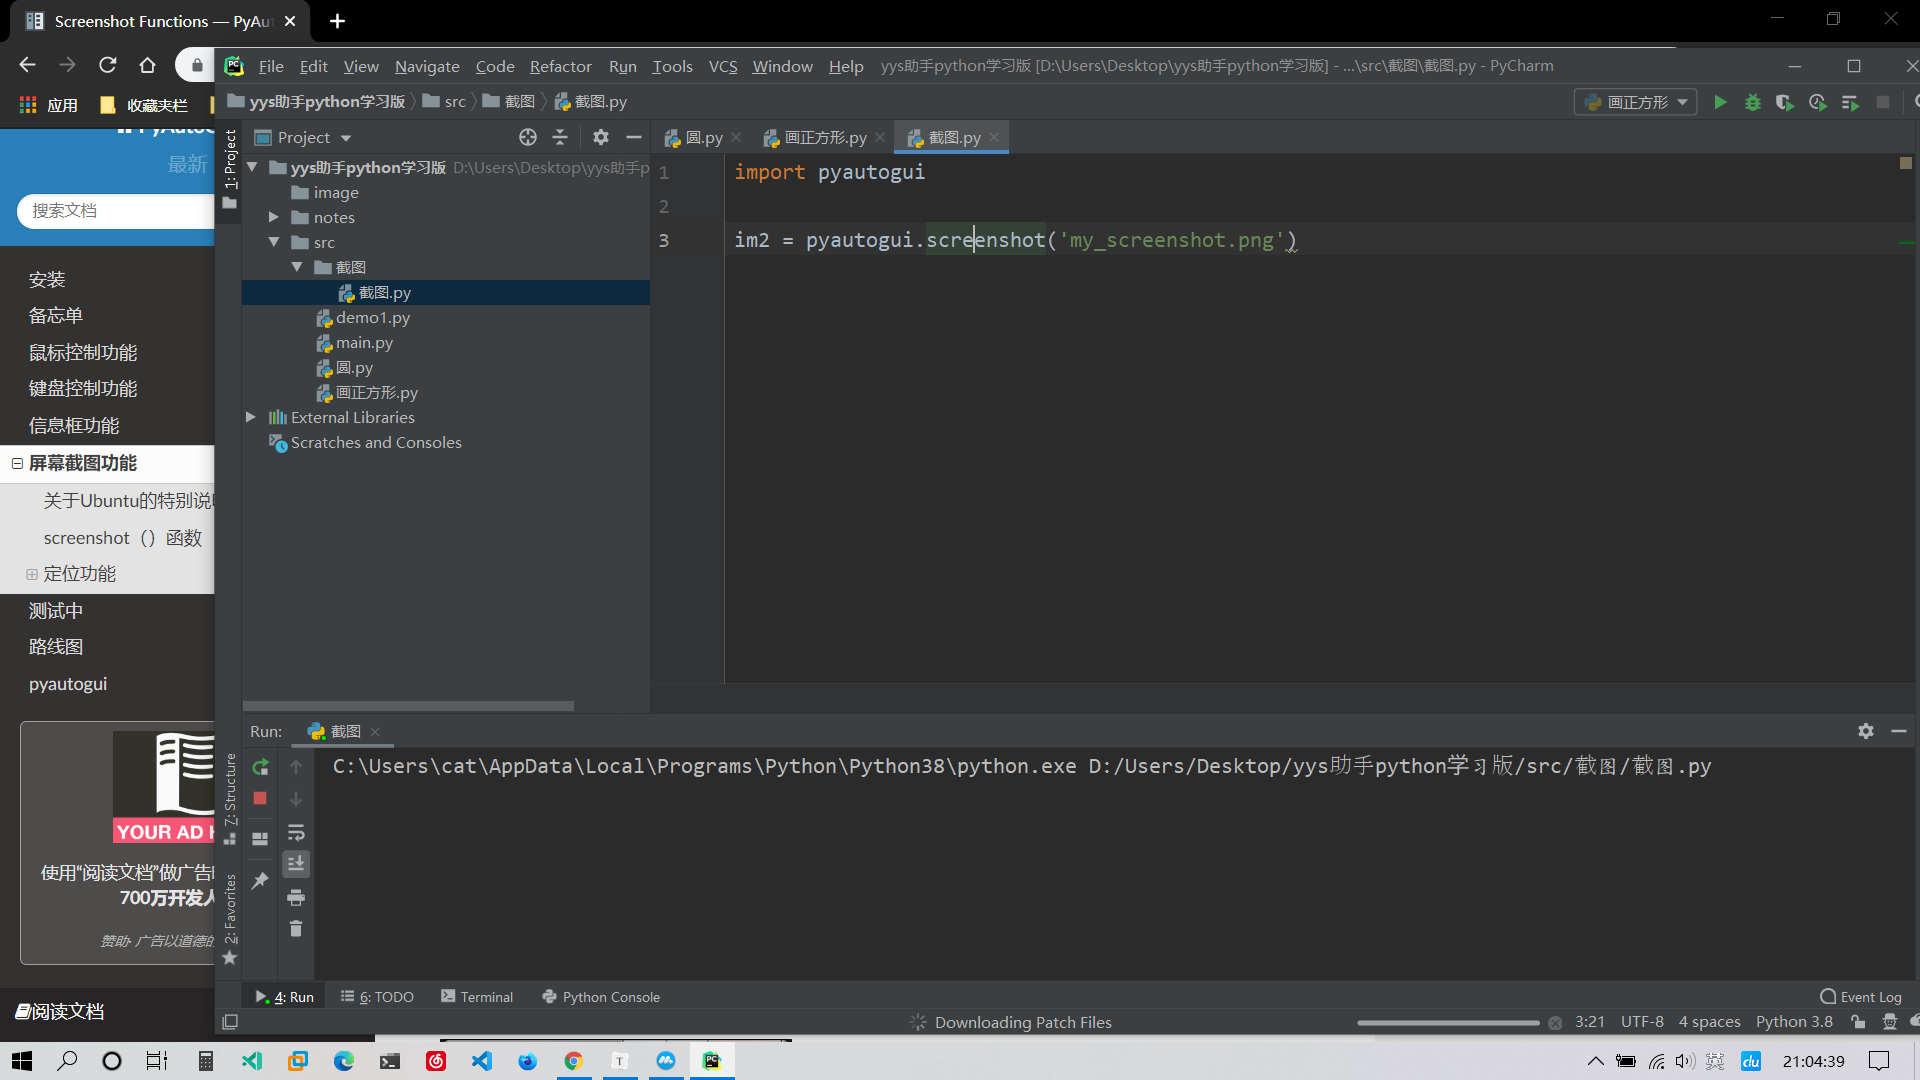 Screenshot Functions — PyAut
应用
收藏夹栏
PyAuto
最新
搜索文档
安装
备忘单
鼠标控制功能
键盘控制功能
信息框功能
屏幕截图功能
关于Ubuntu的特别说
screenshot（）函数
定位功能
测试中
路线图
pyautogui
YOUR AD H
使用“阅读文档”做广告
700万开发人
赞助· 广告以道德的
阅读文档
File Edit View Navigate Code Refactor Run Tools VCS Window Help yys助手python学习版 [D:\Users\Desktop\yys助手python学习版] - ...\src\截图\截图.py - PyCharm
yys助手python学习版 src 截图 截图.py
画正方形
1: Project
Project
yys助手python学习版 D:\Users\Desktop\yys助手p
image
notes
src
截图
截图.py
demo1.py
main.py
圆.py
画正方形.py
External Libraries
Scratches and Consoles
圆.py 画正方形.py 截图.py
1 import pyautogui
2
3 im2 = pyautogui.screenshot('my_screenshot.png')
7: Structure
2: Favorites
Run: 截图
C:\Users\cat\AppData\Local\Programs\Python\Python38\python.exe D:/Users/Desktop/yys助手python学习版/src/截图/截图.py
4: Run 6: TODO Terminal Python Console Event Log
Downloading Patch Files 3:21 UTF-8 4 spaces Python 3.8
英 du 21:04:39